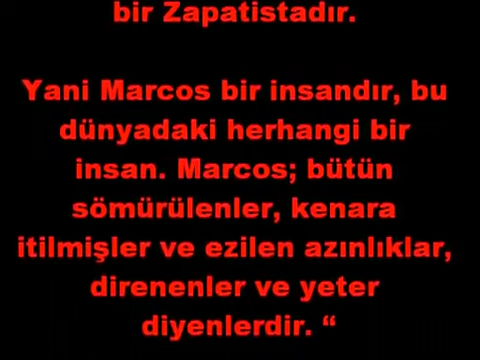 bir Zapatistadır.
Yani Marcos bir insandır, bu
dünyadaki herhangi bir
insan. Marcos; bütün
sömürülenler, kenara
itilmişler ve ezilen azınlıklar,
direnenler ve yeter
diyenlerdir. “